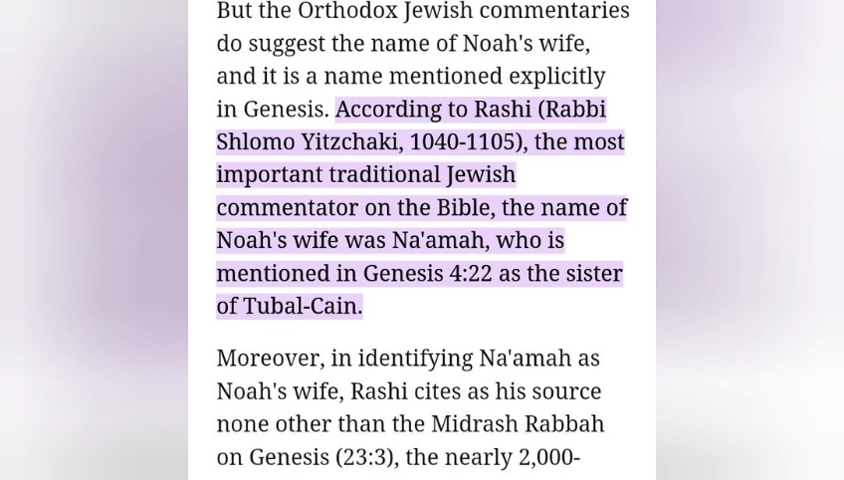 But the Orthodox Jewish commentaries
do suggest the name of Noah's wife,
and it is a name mentioned explicitly
in Genesis. According to Rashi (Rabbi
Shlomo Yitzchaki, 1040-1105), the most
important traditional Jewish
commentator on the Bible, the name of
Noah's wife was Na'amah, who is
mentioned in Genesis 4:22 as the sister
of Tubal-Cain.
Moreover, in identifying Na'amah as
Noah's wife, Rashi cites as his source
none other than the Midrash Rabbah
on Genesis (23:3), the nearly 2,000-